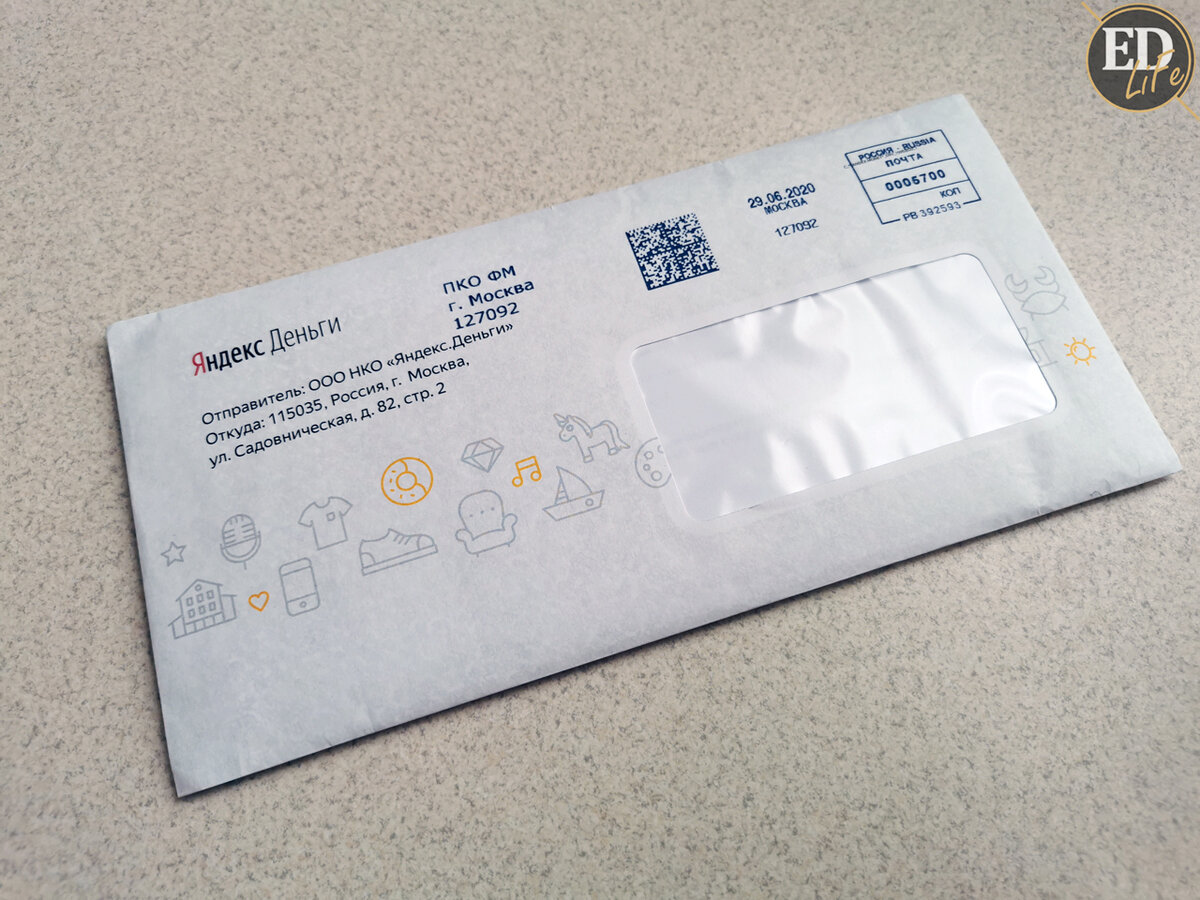 ED
LiFe
РОССИЯ - RUSSIA
ПОЧТА
0005700
КОП
РВ 392593
29.06.2020
МОСКВА
127092
ПКО ФМ
г. Москва
127092
Яндекс Деньги
Отправитель: ООО НКО «Яндекс.Деньги»
Откуда: 115035, Россия, г. Москва,
ул. Садовническая, д. 82, стр. 2